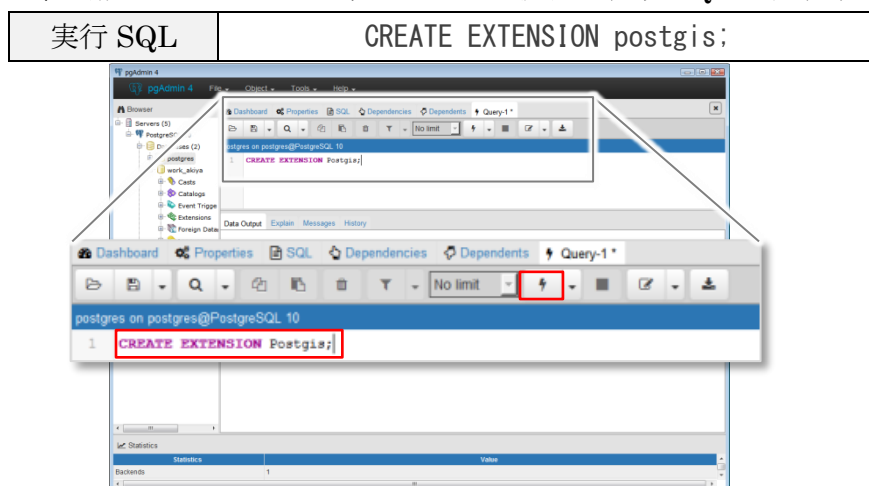 実行 SQL CREATE EXTENSION postgis;
pgAdmin 4
pgAdmin 4 File Object Tools Help
Browser
Dashboard Properties SQL Dependencies Dependents Query-1 *
Servers (5)
No limit
postgres on postgres@PostgreSQL 10
1 CREATE EXTENSION Postgis;
postgres
work_akiya
Casts
Catalogs
Event Trigge
Extensions
Foreign Data
Data Output Explain Messages History
Dashboard Properties SQL Dependencies Dependents Query-1 *
No limit
postgres on postgres@PostgreSQL 10
1 CREATE EXTENSION Postgis;
Statistics
Statistics Value
Backends 1